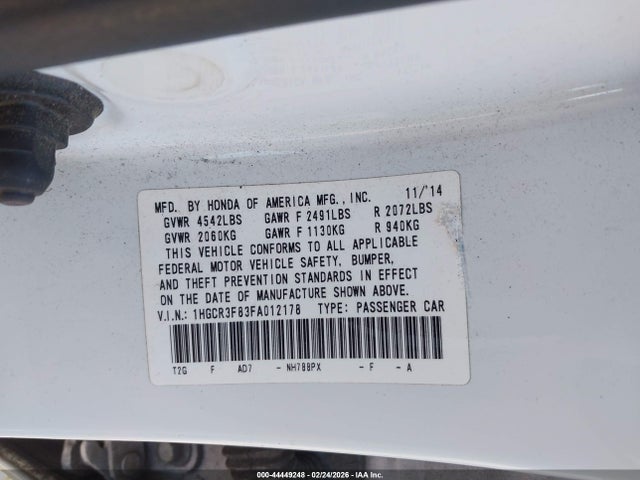 MFD. BY HONDA OF AMERICA MFG.,INC. 11/'14
GVWR 4542LBS GAWR F 2491LBS R 2072LBS
GVWR 2060KG GAWR F 1130KG R 940KG
THIS VEHICLE CONFORMS TO ALL APPLICABLE
FEDERAL MOTOR VEHICLE SAFETY, BUMPER,
AND THEFT PREVENTION STANDARDS IN EFFECT
ON THE DATE OF MANUFACTURE SHOWN ABOVE.
V.I.N.: 1HGCR3F83FA012178 TYPE: PASSENGER CAR
T2G F AD7 -NH788PX -F -A
000-44449248 - 02/24/2026 - IAA Inc.